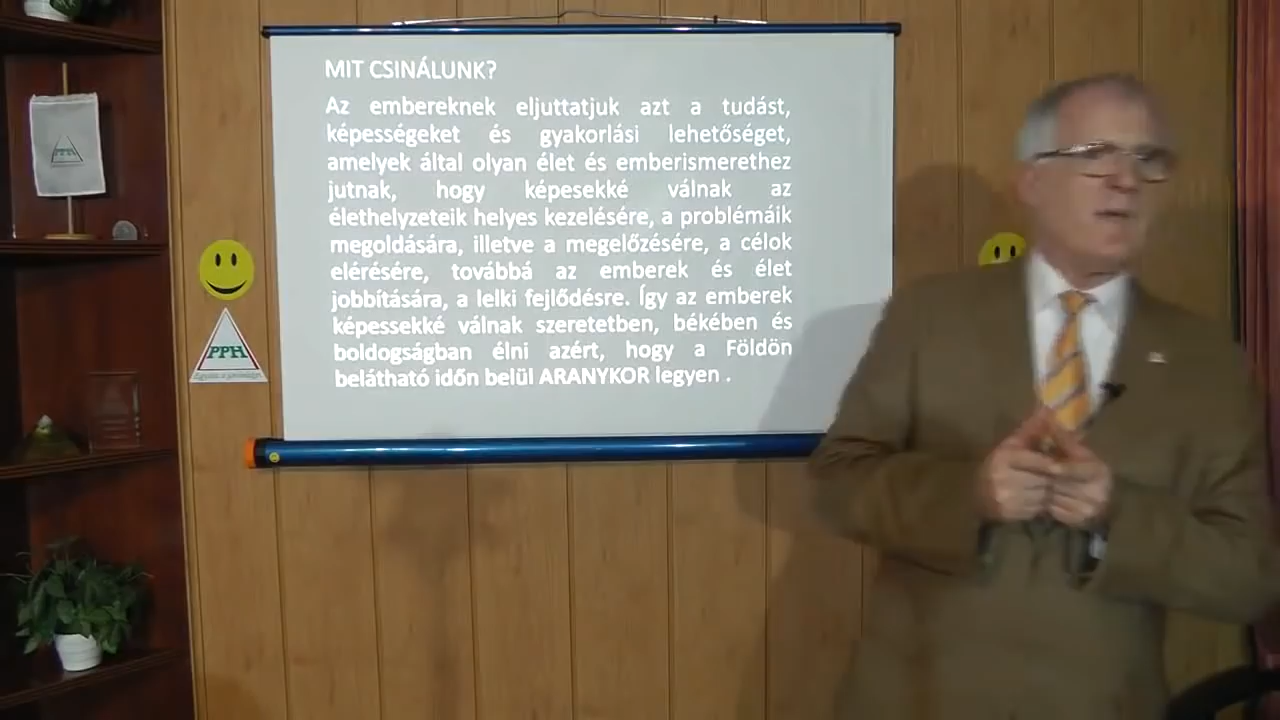 MIT CSINÁLUNK?
Az embereknek eljuttatjuk azt a tudást,
képességeket és gyakorlási lehetőséget,
amelyek által olyan élet és emberismerethez
jutnak, hogy képesekké válnak az
élethelyzeteik helyes kezelésére, a problémáik
megoldására, illetve a megelőzésére, a célok
elérésére, továbbá az emberek és élet
jobbítására, a lelki fejlődésre. Így az emberek
képessekké válnak szeretetben, békében és
boldogságban élni azért, hogy a Földön
belátható időn belül ARANYKOR legyen .
PPH
PPH